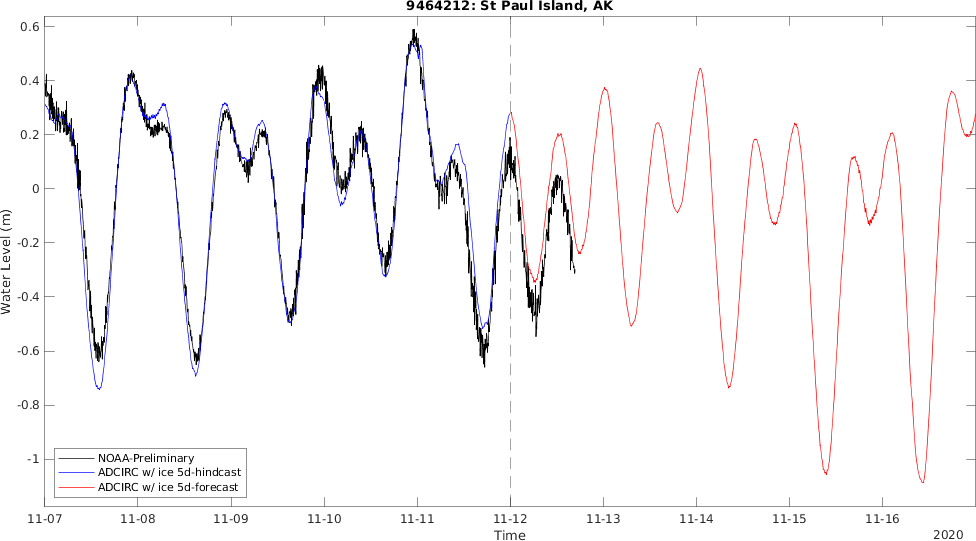 9464212: St Paul Island, AK
0.6
0.4
0.2
0
-0.2
-0.4
-0.6
-0.8
-1
Water Level (m)
NOAA-Preliminary
ADCIRC w/ ice 5d-hindcast
ADCIRC w/ ice 5d-forecast
11-07 11-08 11-09 11-10 11-11 11-12 11-13 11-14 11-15 11-16
Time
2020